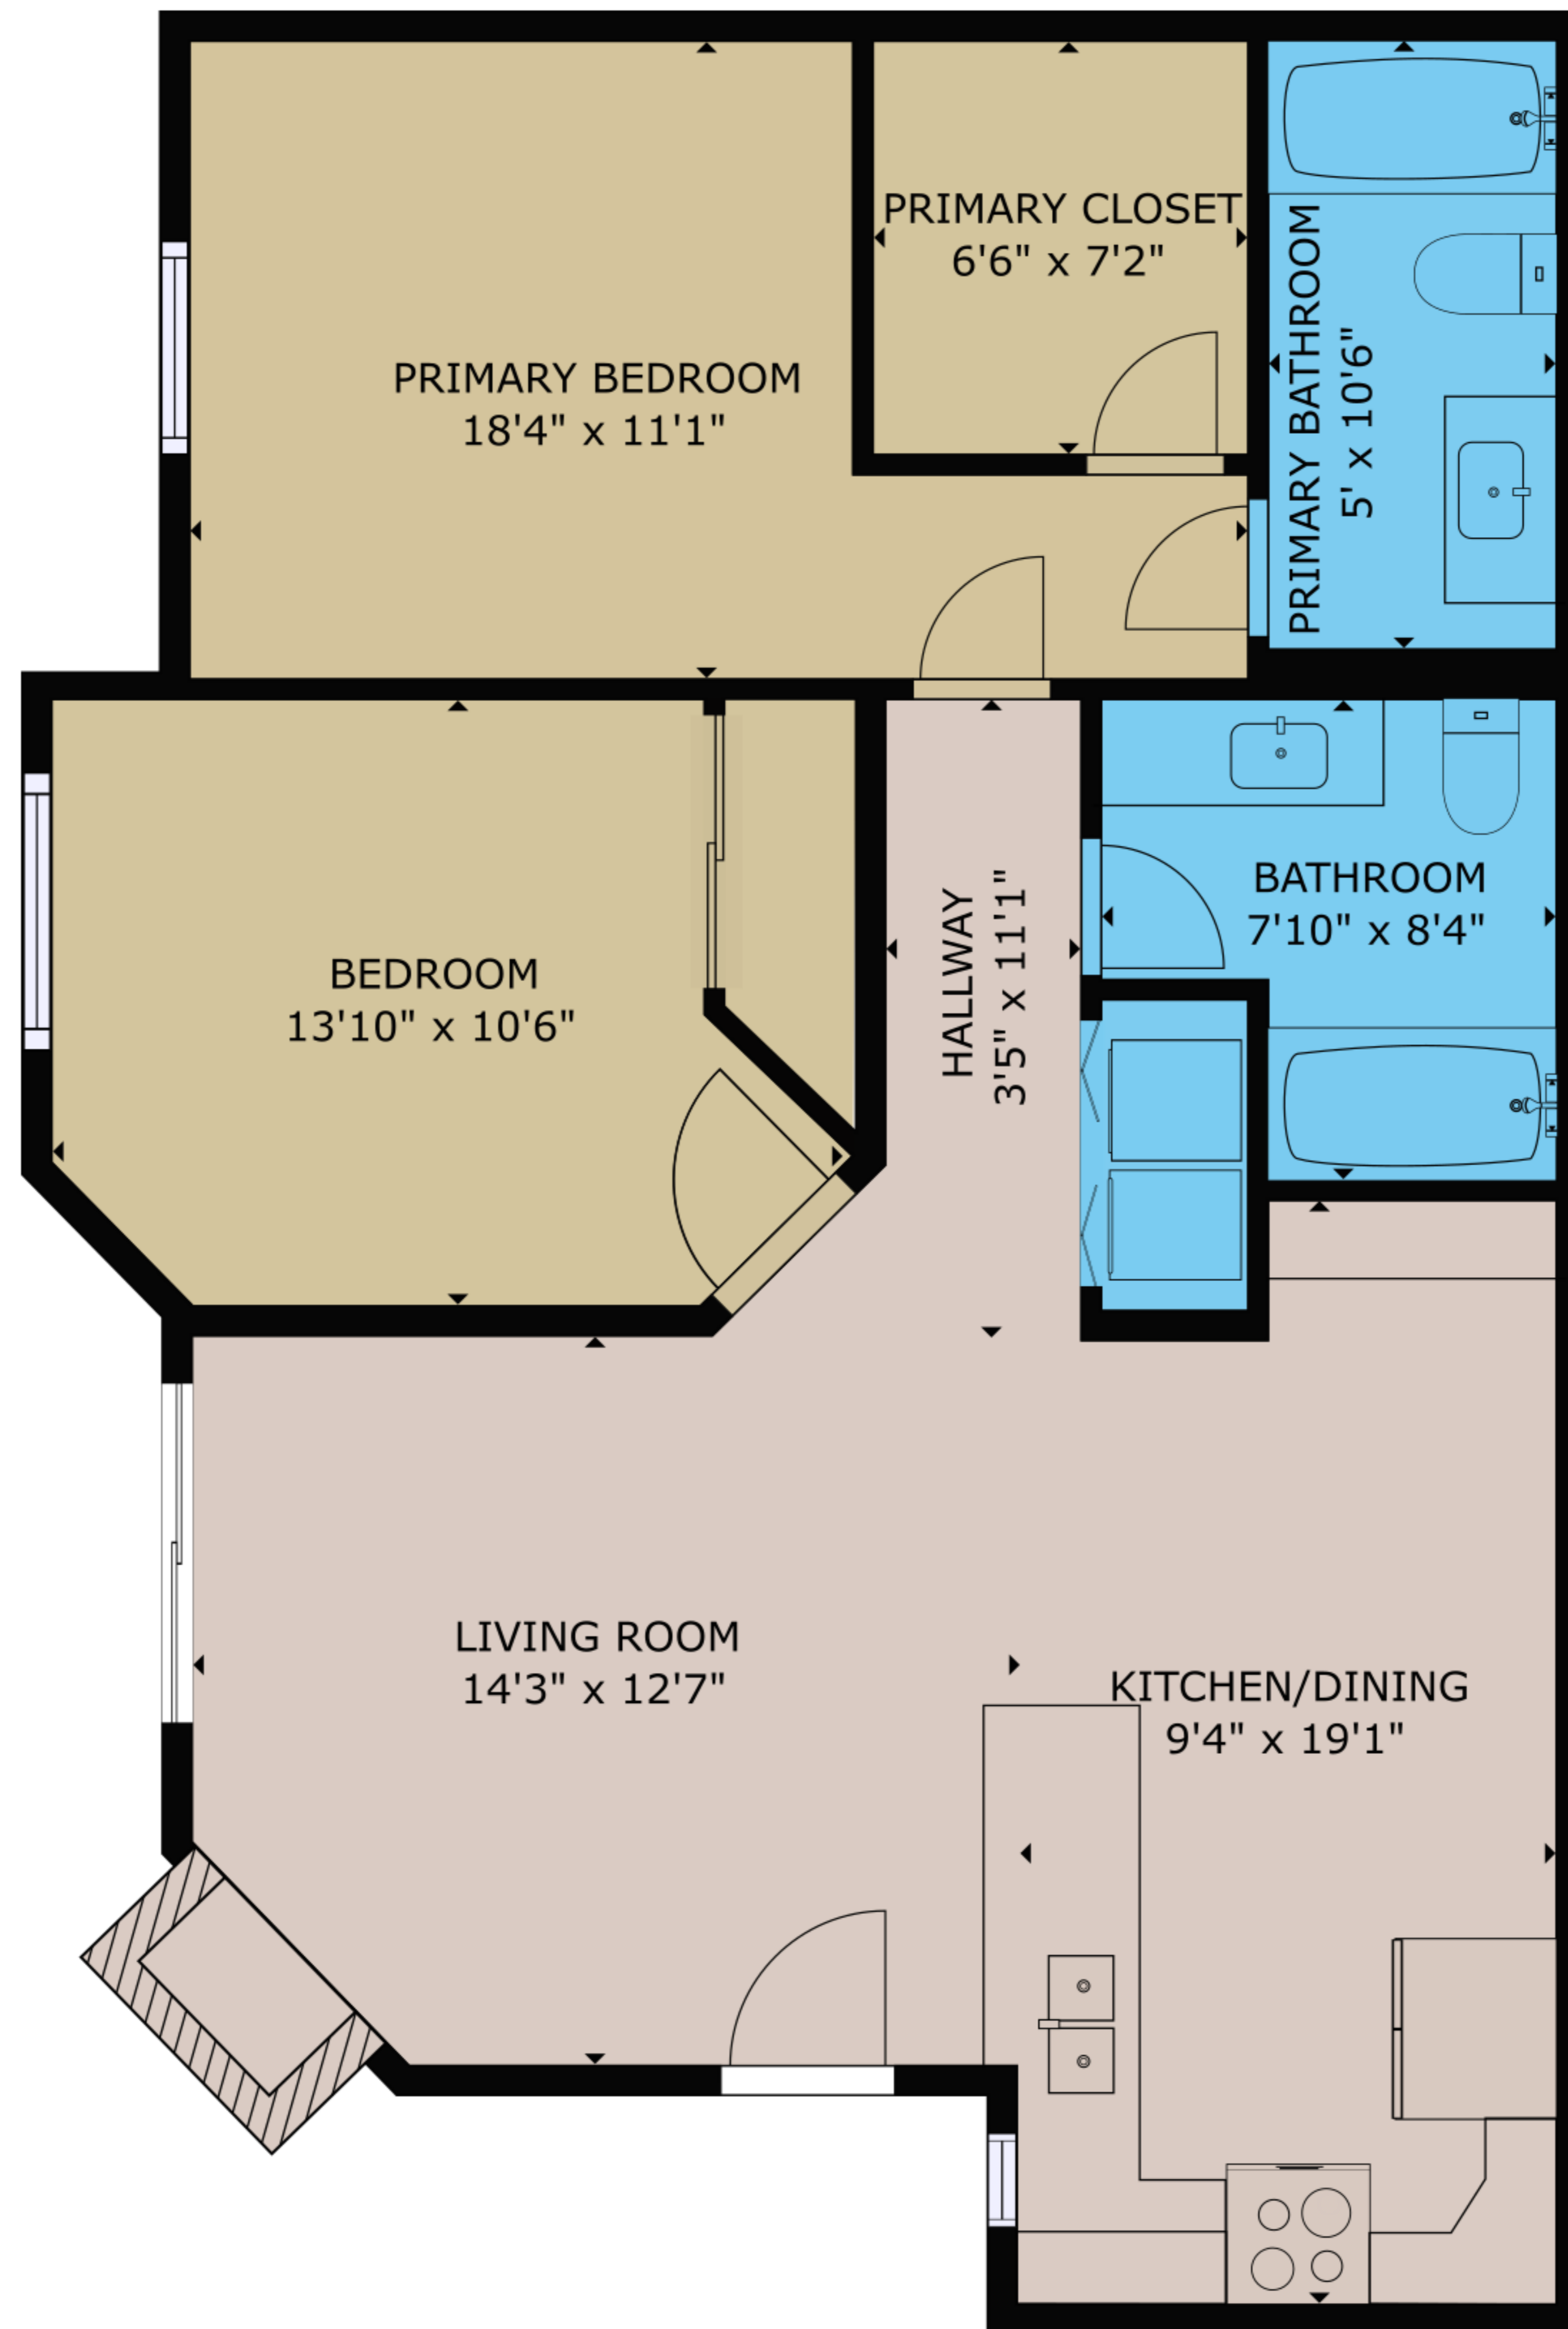 PRIMARY CLOSET
6'6" x 7'2"
PRIMARY BATHROOM
5' x 10'6"
PRIMARY BEDROOM
18'4" x 11'1"
BATHROOM
7'10" x 8'4"
HALLWAY
3'5" x 11'1"
BEDROOM
13'10" x 10'6"
LIVING ROOM
14'3" x 12'7"
KITCHEN/DINING
9'4" x 19'1"